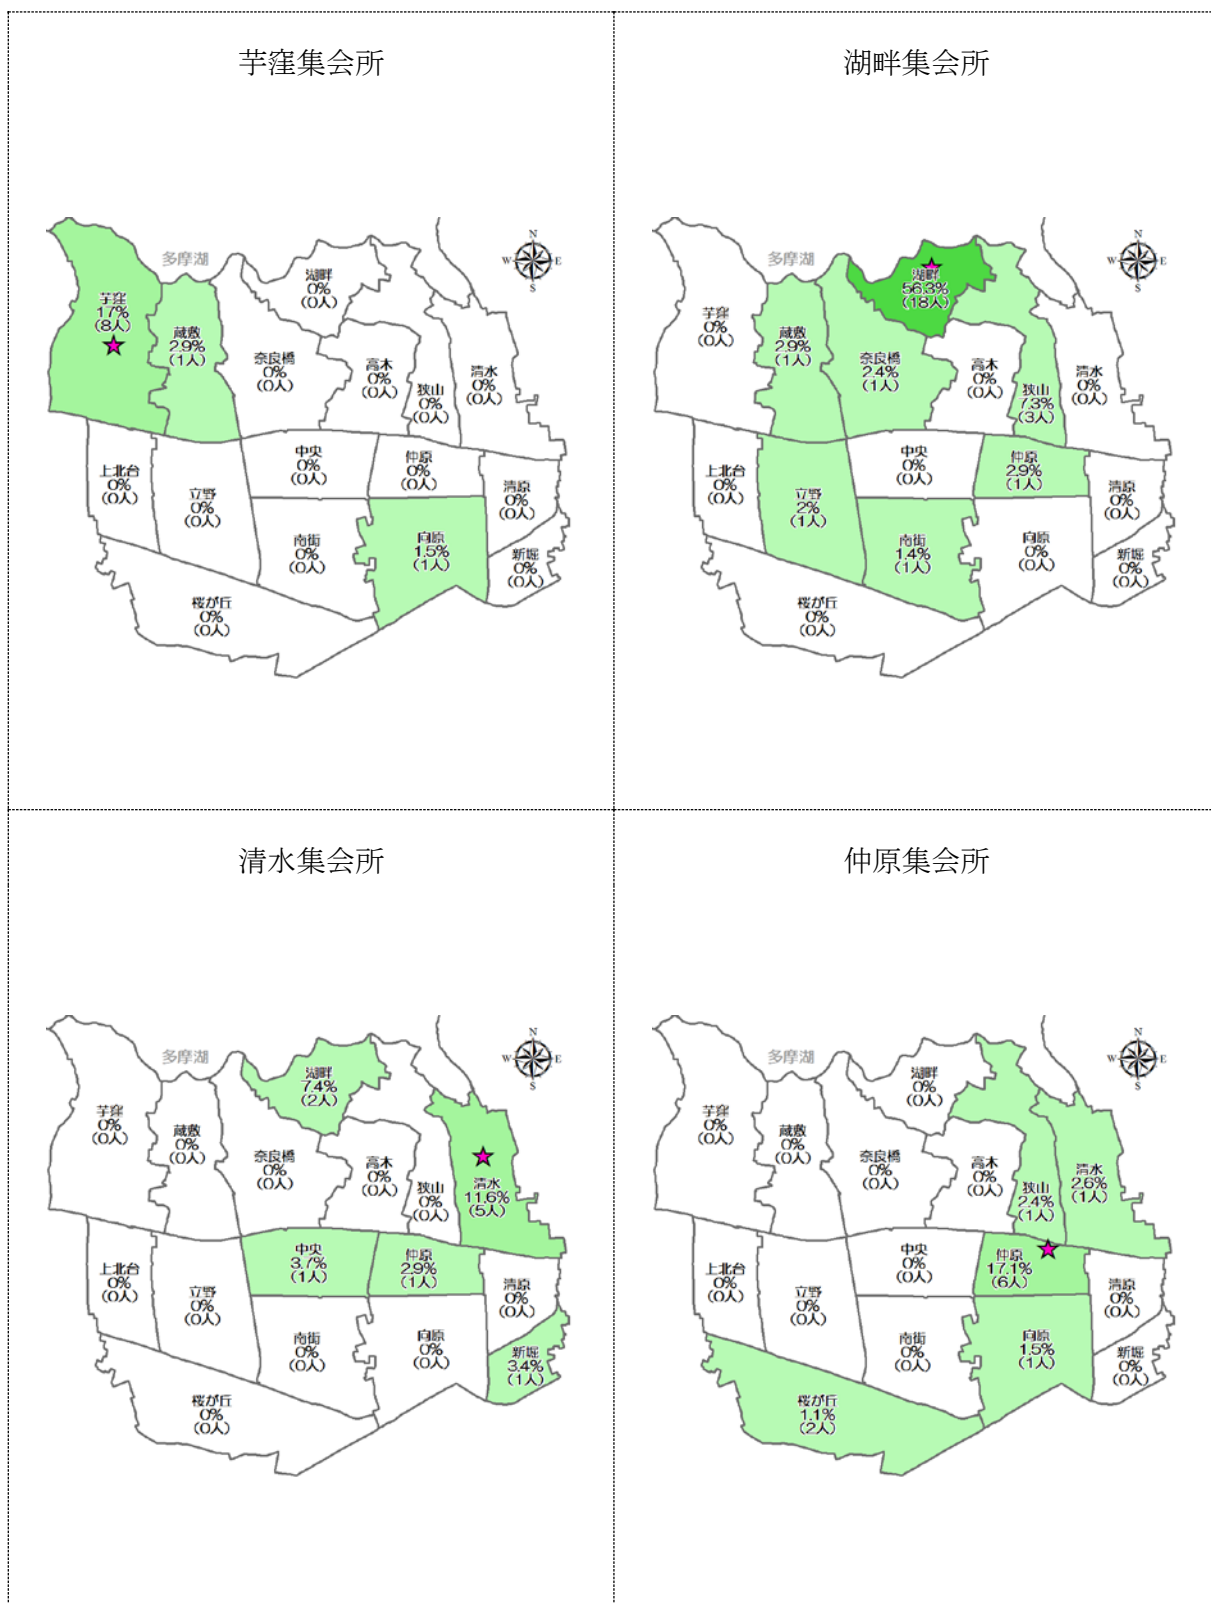 芋窪集会所
N
W E
S
多摩湖
湖畔
0%
(0人)
芋窪
17%
(8人)
蔵敷
2.9%
(1人)
奈良橋
0%
(0人)
高木
0%
(0人)
狭山
0%
(0人)
清水
0%
(0人)
上北台
0%
(0人)
立野
0%
(0人)
中央
0%
(0人)
仲原
0%
(0人)
清原
0%
(0人)
南街
0%
(0人)
向原
1.5%
(1人)
新堀
0%
(0人)
桜が丘
0%
(0人)
湖畔集会所
N
W E
S
多摩湖
湖畔
56.3%
(18人)
芋窪
0%
(0人)
蔵敷
2.9%
(1人)
奈良橋
2.4%
(1人)
高木
0%
(0人)
狭山
7.3%
(3人)
清水
0%
(0人)
上北台
0%
(0人)
立野
2%
(1人)
中央
0%
(0人)
仲原
2.9%
(1人)
清原
0%
(0人)
南街
1.4%
(1人)
向原
0%
(0人)
新堀
0%
(0人)
桜が丘
0%
(0人)
清水集会所
N
W E
S
多摩湖
湖畔
7.4%
(2人)
芋窪
0%
(0人)
蔵敷
0%
(0人)
奈良橋
0%
(0人)
高木
0%
(0人)
狭山
0%
(0人)
清水
11.6%
(5人)
上北台
0%
(0人)
立野
0%
(0人)
中央
3.7%
(1人)
仲原
2.9%
(1人)
清原
0%
(0人)
南街
0%
(0人)
向原
0%
(0人)
新堀
3.4%
(1人)
桜が丘
0%
(0人)
仲原集会所
N
W E
S
多摩湖
湖畔
0%
(0人)
芋窪
0%
(0人)
蔵敷
0%
(0人)
奈良橋
0%
(0人)
高木
0%
(0人)
狭山
2.4%
(1人)
清水
2.6%
(1人)
上北台
0%
(0人)
立野
0%
(0人)
中央
0%
(0人)
仲原
17.1%
(6人)
清原
0%
(0人)
南街
0%
(0人)
向原
1.5%
(1人)
新堀
0%
(0人)
桜が丘
1.1%
(2人)